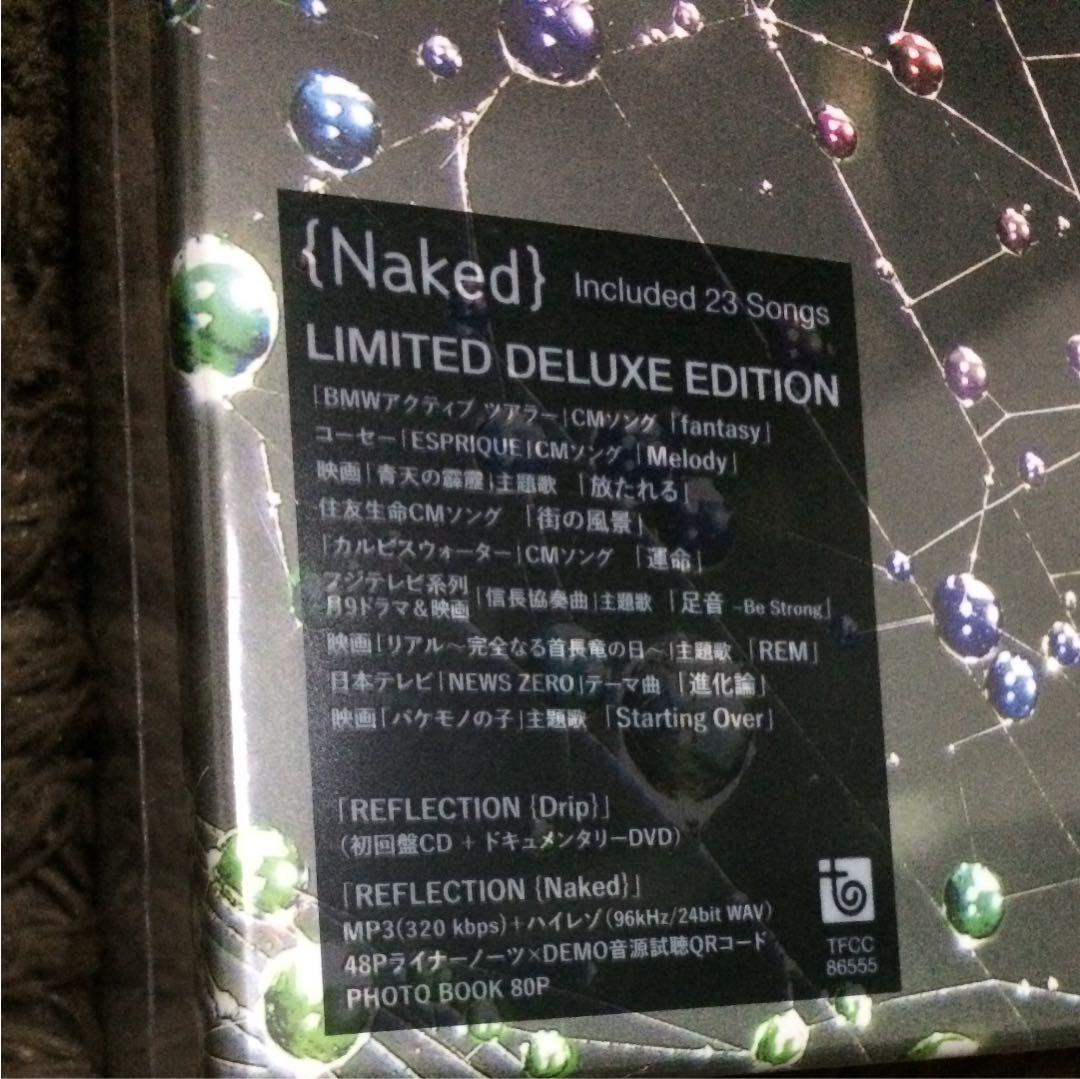 {Naked} Included 23 Songs
LIMITED DELUXE EDITION
「BMWアクティブ ツアラー」CMソング 「fantasy」
コーセー「ESPRIQUE」CMソング 「Melody」
映画「青天の霹靂」主題歌 「放たれる」
住友生命CMソング 「街の風景」
「カルピスウォーター」CMソング 「運命」
フジテレビ系列
月9ドラマ&映画「信長協奏曲」主題歌 「足音 –Be Strong」
映画「リアル〜完全なる首長竜の日〜」主題歌 「REM」
日本テレビ「NEWS ZERO」テーマ曲 「進化論」
映画「バケモノの子」主題歌 「Starting Over」
「REFLECTION {Drip}」
(初回盤CD + ドキュメンタリーDVD)
「REFLECTION {Naked}」
MP3(320 kbps)+ハイレゾ(96kHz/24bit WAV)
48Pライナーノーツ×DEMO音源試聴QRコード
PHOTO BOOK 80P
TFCC
86555